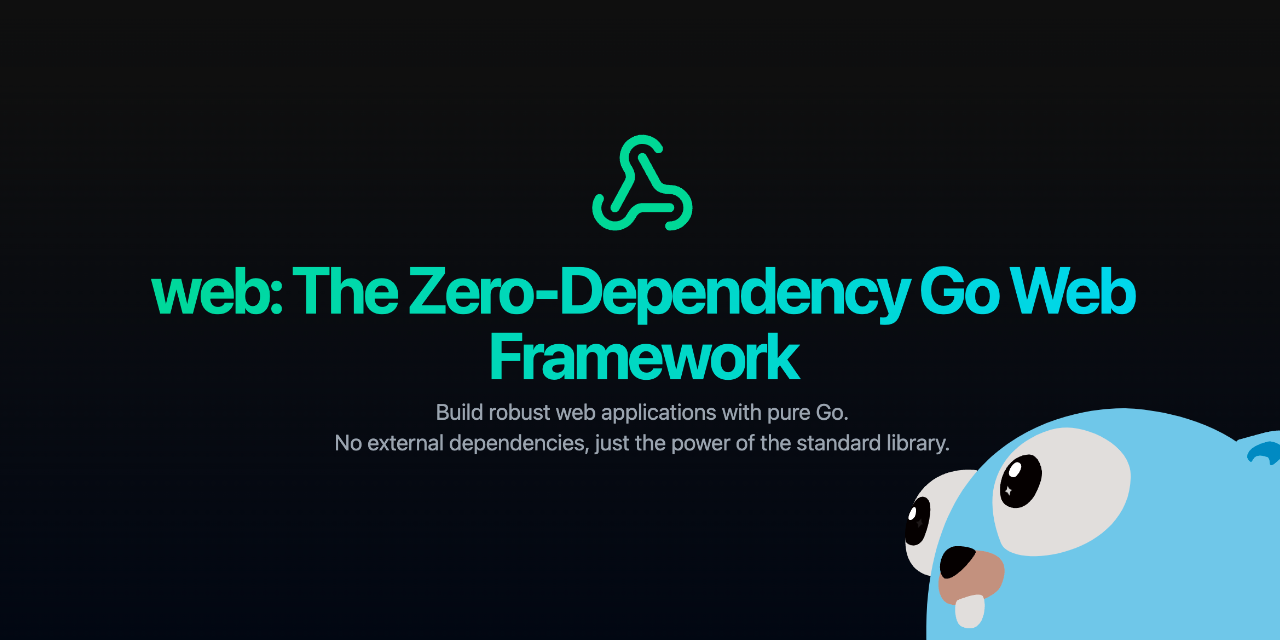 web: The Zero-Dependency Go Web
Framework
Build robust web applications with pure Go.
No external dependencies, just the power of the standard library.